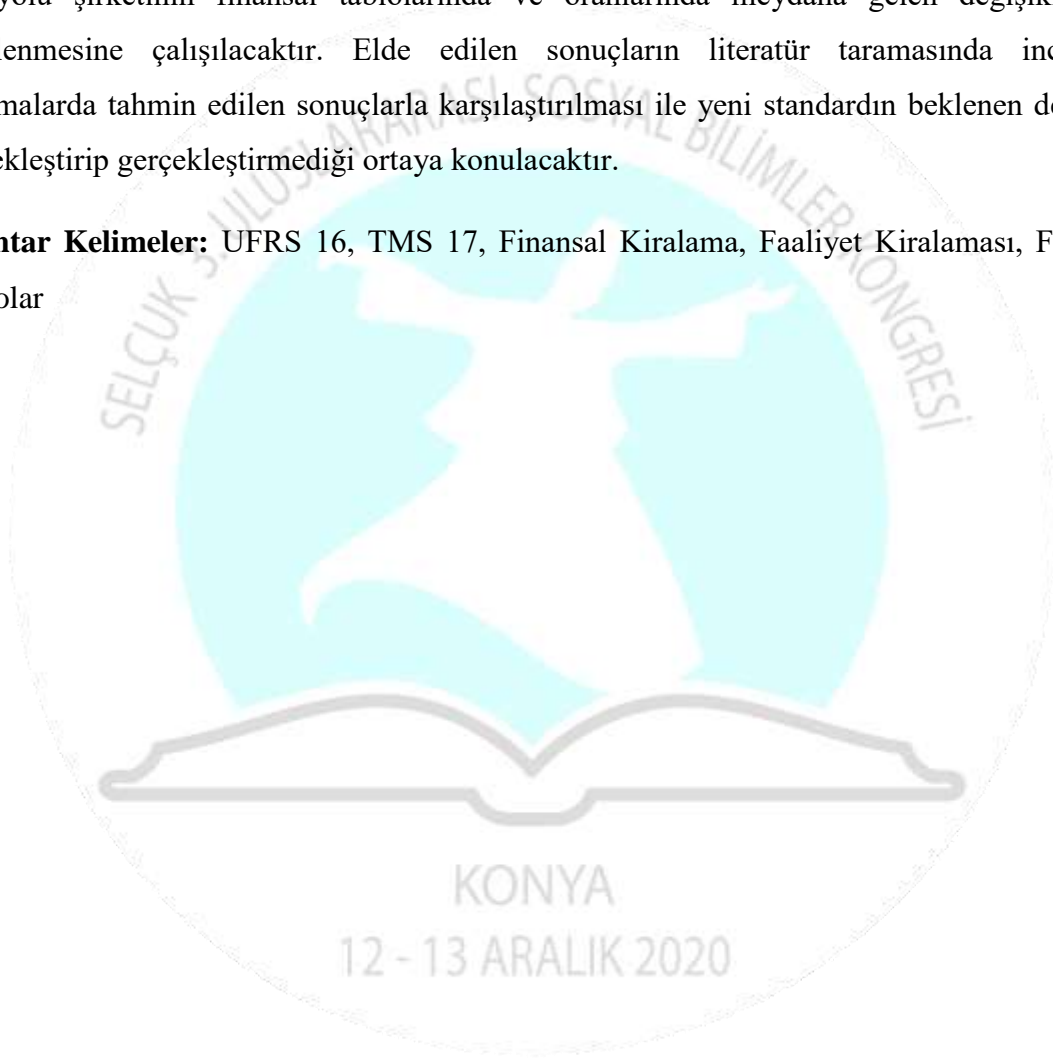 yolu şirketinin finansal tablolarında ve oranlarında meydana gelen değişik
lenmesine çalışılacaktır. Elde edilen sonuçların literatür taramasında inc
malarda tahmin edilen sonuçlarla karşılaştırılması ile yeni standardın beklenen de
ekleştirip gerçekleştirmediği ortaya konulacaktır.
htar Kelimeler: UFRS 16, TMS 17, Finansal Kiralama, Faaliyet Kiralaması, F
olar
SELÇUK 3.ULUSLARARASI SOSYAL BİLİMLER KONGRESİ
KONYA
12 - 13 ARALIK 2020